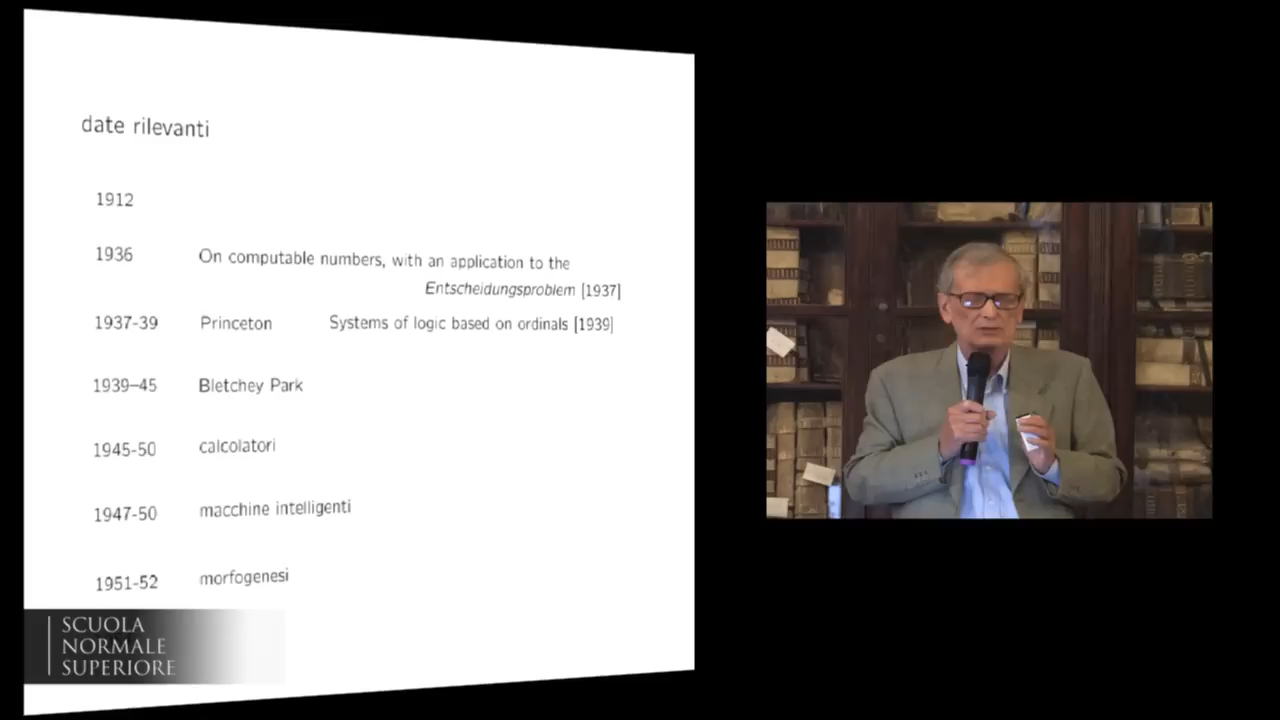 date rilevanti
1912
1936 On computable numbers, with an application to the
Entscheidungsproblem [1937]
1937-39 Princeton Systems of logic based on ordinals [1939]
1939–45 Bletchey Park
1945-50 calcolatori
1947-50 macchine intelligenti
1951-52 morfogenesi
SCUOLA
NORMALE
SUPERIORE